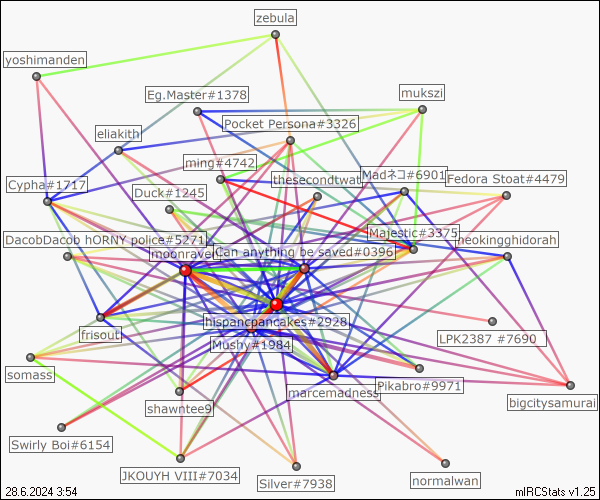 zebula
yoshimanden
Eg.Master#1378
mukszi
Pocket Persona#3326
eliakith
ming#4742
thesecondtwat
Madネコ#6901
Fedora Stoat#4479
Cypha#1717
Duck#1245
DacobDacob hORNY police#5271
Majestic#3375
neokingghidorah
moonrave
Can anything be saved#0396
hispancpancakes#2928
frisout
Mushy#1984
LPK2387 #7690
somass
marcemadness
Pikabro#9971
shawntee9
bigcitysamurai
Swirly Boi#6154
JKOUYH VIII#7034
Silver#7938
normalwan
28.6.2024 3:54
mIRCStats v1.25